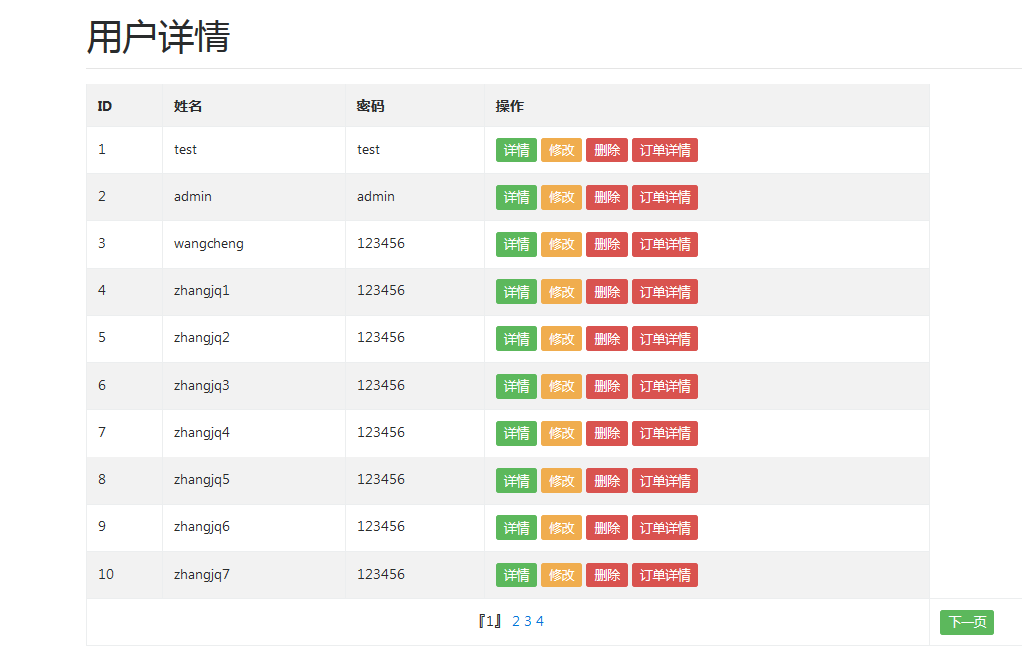 用户详情
ID 姓名 密码 操作
1 test test 详情 修改 删除 订单详情
2 admin admin 详情 修改 删除 订单详情
3 wangcheng 123456 详情 修改 删除 订单详情
4 zhangjq1 123456 详情 修改 删除 订单详情
5 zhangjq2 123456 详情 修改 删除 订单详情
6 zhangjq3 123456 详情 修改 删除 订单详情
7 zhangjq4 123456 详情 修改 删除 订单详情
8 zhangjq5 123456 详情 修改 删除 订单详情
9 zhangjq6 123456 详情 修改 删除 订单详情
10 zhangjq7 123456 详情 修改 删除 订单详情
『1』 2 3 4 下一页